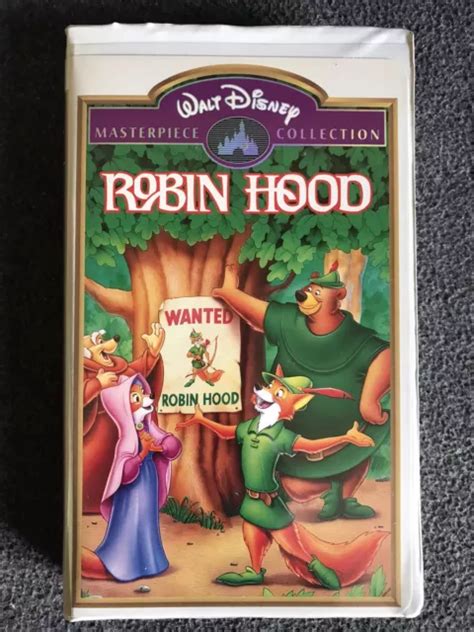 WALT DISNEY
MASTERPIECE COLLECTION
ROBIN HOOD
WANTED
ROBIN HOOD